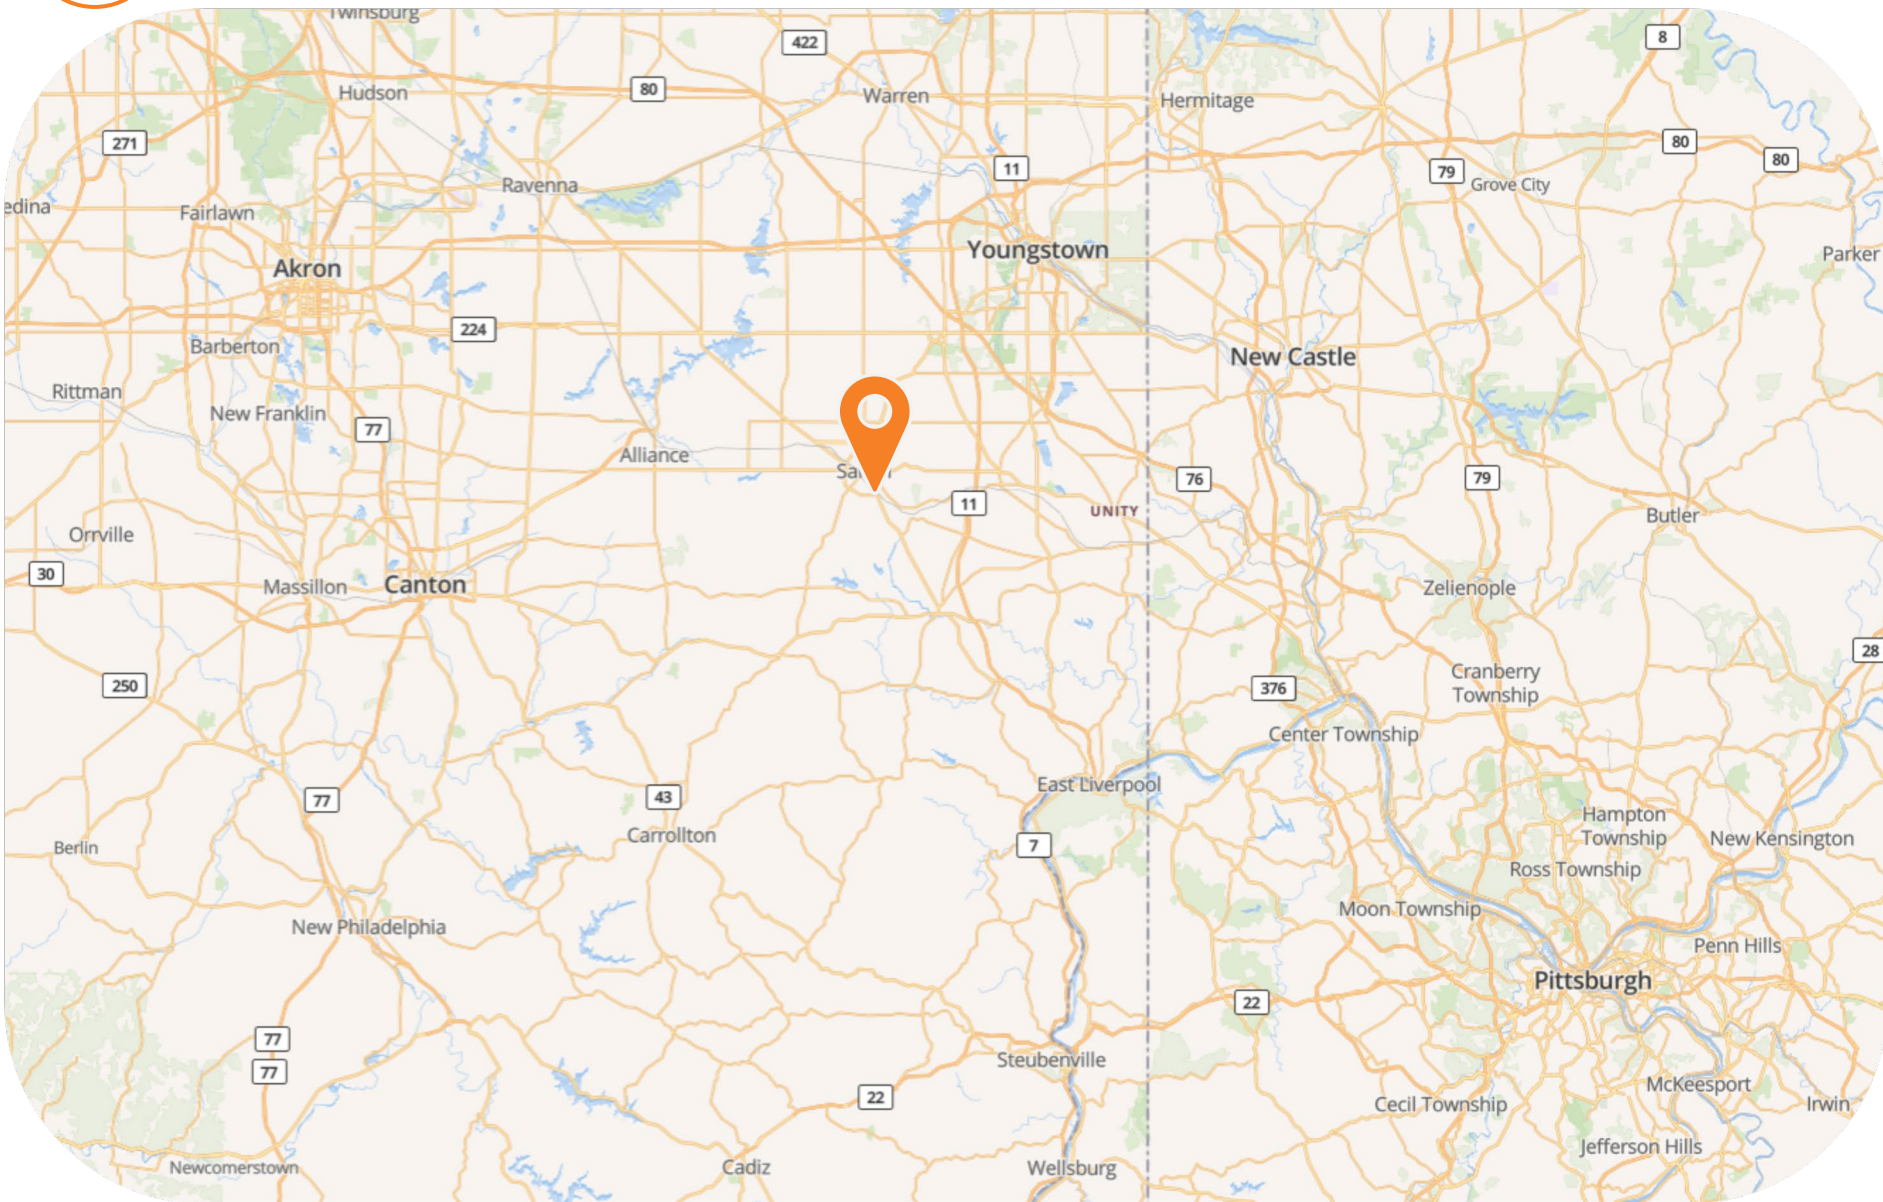 Twinsburg
422
8
Hudson
80
Warren
Hermitage
271
80
80
11
79
Ravenna
Grove City
edina
Fairlawn
Youngstown
Parker
Akron
224
Barberton
New Castle
Rittman
New Franklin
77
Alliance
76
79
11
UNITY
Butler
Orrville
30
Massillon
Canton
Zelienople
28
250
376
Cranberry
Township
Center Township
East Liverpool
77
43
Hampton
Township
Carrollton
7
New Kensington
Berlin
Ross Township
Moon Township
New Philadelphia
Penn Hills
Pittsburgh
22
77
Steubenville
77
McKeesport
22
Cecil Township
Irwin
Jefferson Hills
Newcomerstown
Cadiz
Wellsburg